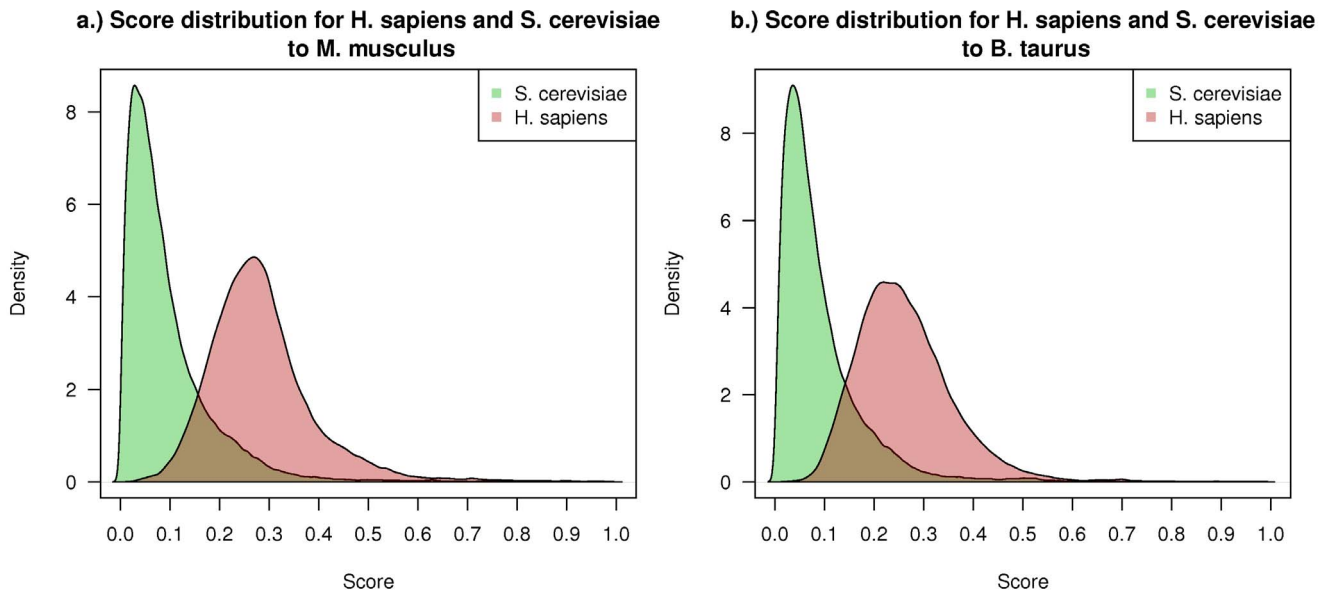 a.) Score distribution for H. sapiens and S. cerevisiae
to M. musculus
S. cerevisiae
H. sapiens
Density
8
6
4
2
0
0.0 0.1 0.2 0.3 0.4 0.5 0.6 0.7 0.8 0.9 1.0
Score
b.) Score distribution for H. sapiens and S. cerevisiae
to B. taurus
S. cerevisiae
H. sapiens
Density
8
6
4
2
0
0.0 0.1 0.2 0.3 0.4 0.5 0.6 0.7 0.8 0.9 1.0
Score